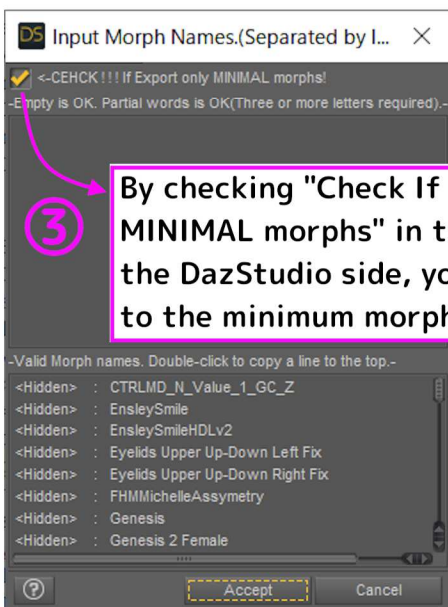 DS Input Morph Names.(Separated by l... ×
<-CEHCK!!! If Export only MINIMAL morphs!
-Empty is OK. Partial words is OK(Three or more letters required).-
③
By checking "Check If
MINIMAL morphs" in t
the DazStudio side, yo
to the minimum morph
-Valid Morph names. Double-click to copy a line to the top.-
<Hidden> : CTRLMD_N_Value_1_GC_Z
<Hidden> : EnsleySmile
<Hidden> : EnsleySmileHDLv2
<Hidden> : Eyelids Upper Up-Down Left Fix
<Hidden> : Eyelids Upper Up-Down Right Fix
<Hidden> : FHMMichelleAssymetry
<Hidden> : Genesis
<Hidden> : Genesis 2 Female
? Accept Cancel